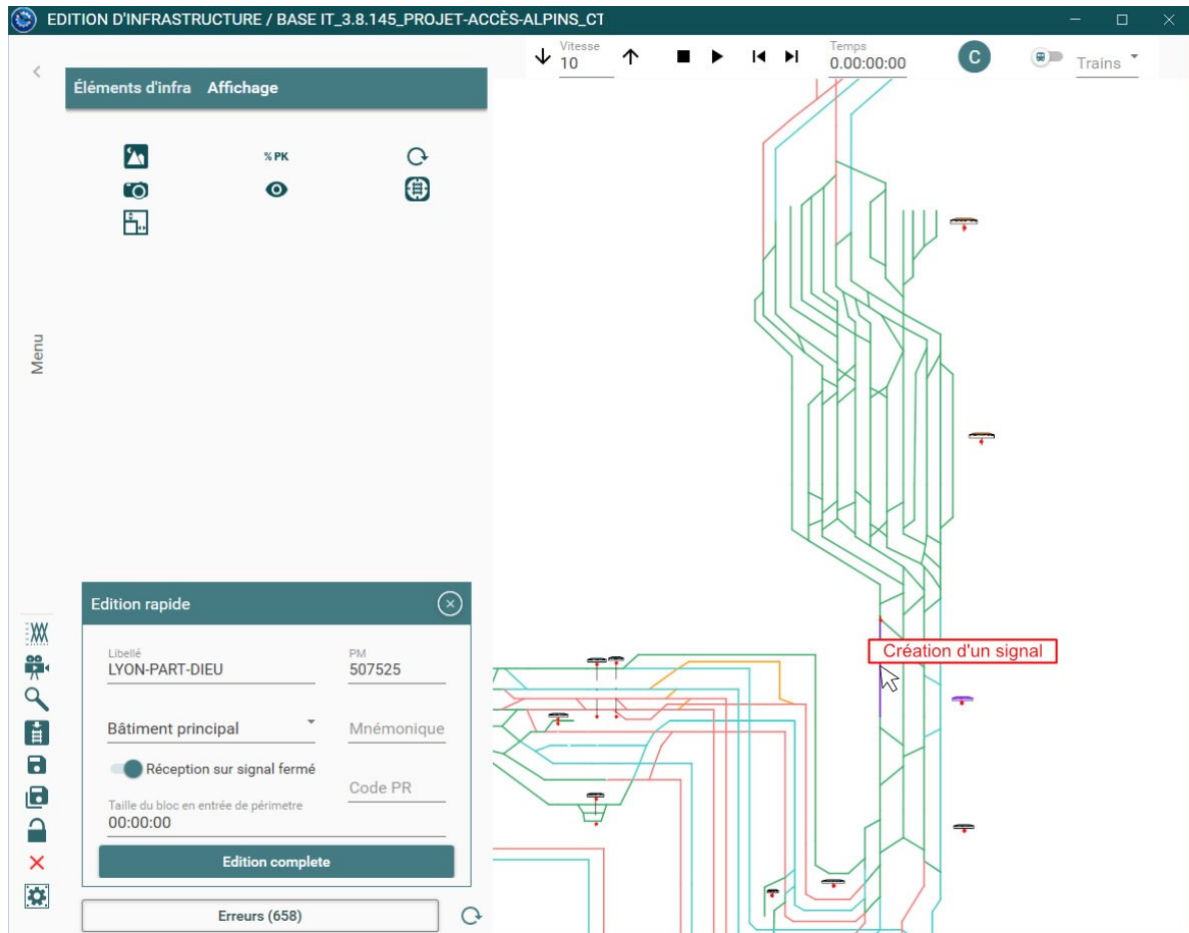 EDITION D'INFRASTRUCTURE / BASE IT_3.8.145_PROJET-ACCÈS-ALPINS_CT
Vitesse
10
Temps
0.00:00:00
C
Trains
Éléments d'infra Affichage
% PK
Menu
Edition rapide
Libellé
LYON-PART-DIEU
PM
507525
Bâtiment principal
Mnémonique
Réception sur signal fermé
Code PR
Taille du bloc en entrée de périmetre
00:00:00
Edition complete
Erreurs (658)
Création d'un signal